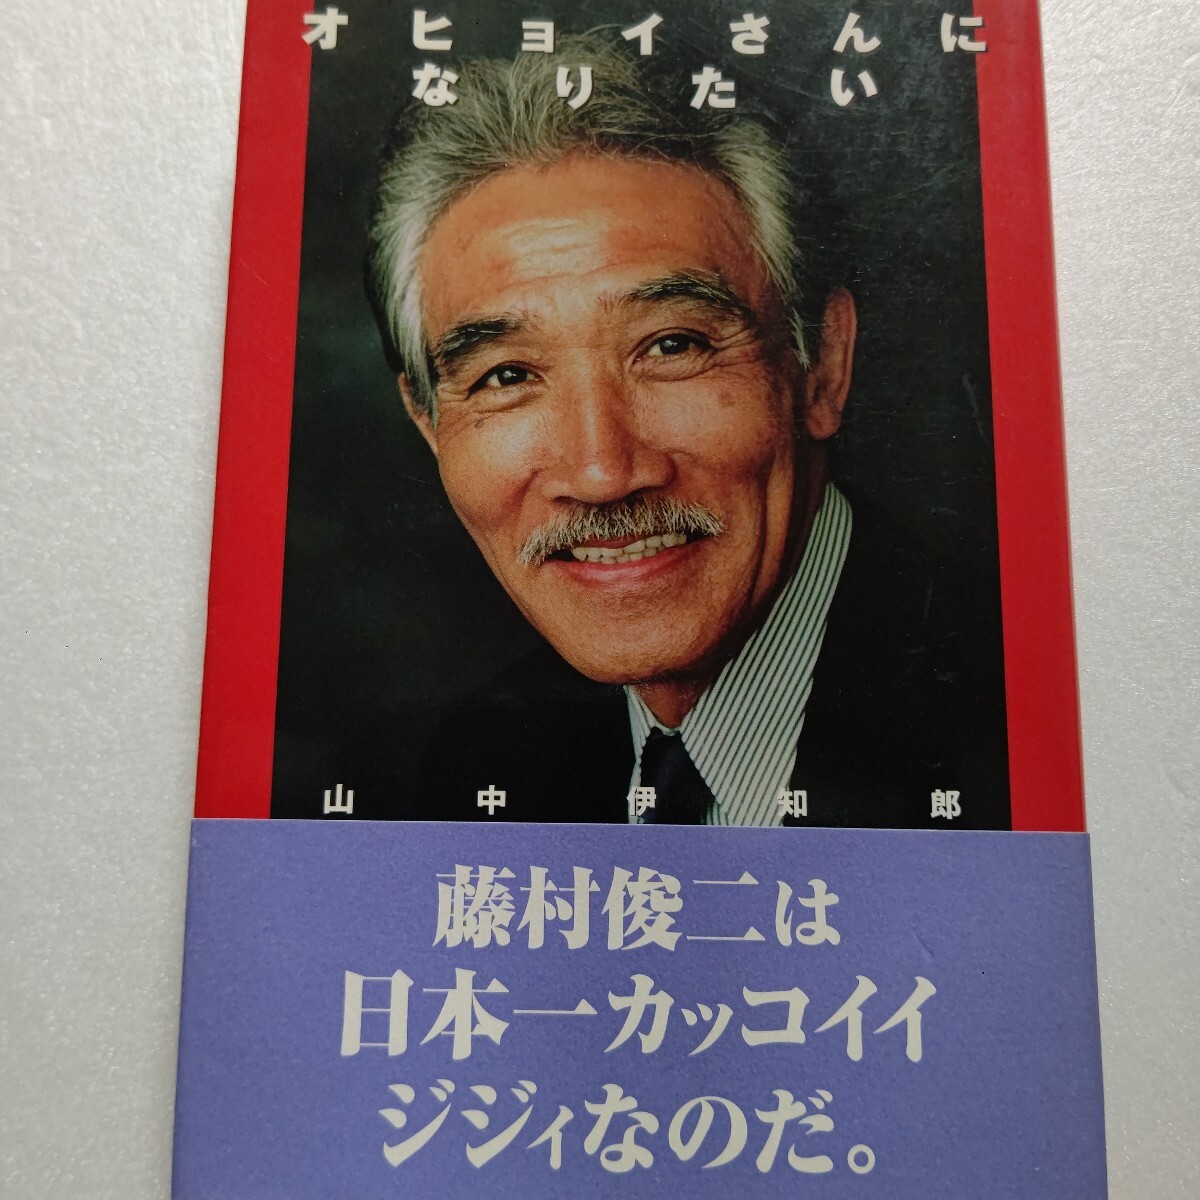 オヒョイさんに
なりたい
山中伊知郎
藤村俊二は
日本一カッコイイ
ジジィなのだ。